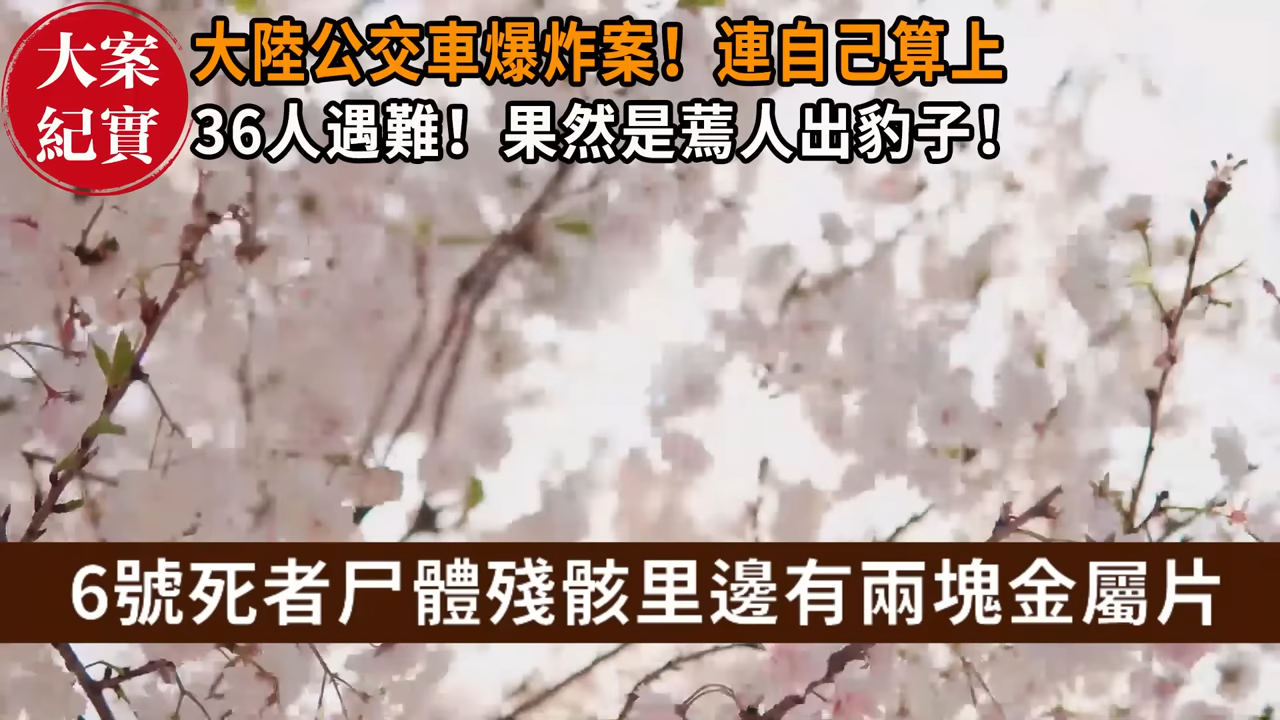 大案
紀實
大陸公交車爆炸案！連自己算上
36人遇難！果然是蔫人出豹子！
6號死者尸體殘骸里邊有兩塊金屬片